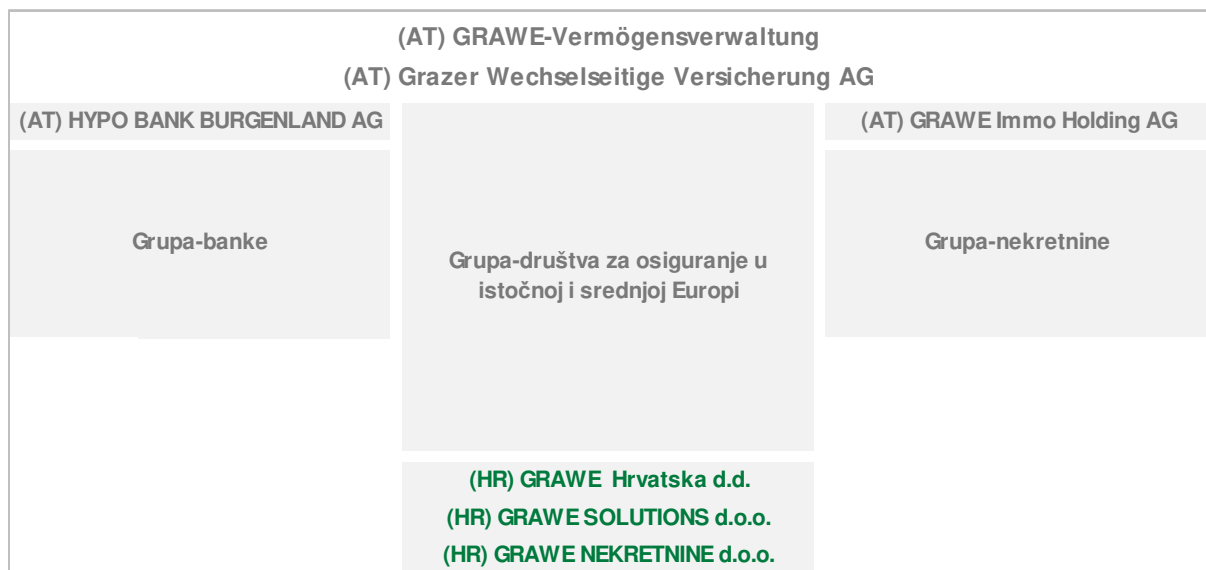 (AT) GRAWE-Vermögensverwaltung
(AT) Grazer Wechselseitige Versicherung AG
(AT) HYPO BANK BURGENLAND AG
(AT) GRAWE Immo Holding AG
Grupa-banke
Grupa-društva za osiguranje u
istočnoj i srednjoj Europi
Grupa-nekretnine
(HR) GRAWE Hrvatska d.d.
(HR) GRAWE SOLUTIONS d.o.o.
(HR) GRAWE NEKRETNINE d.o.o.